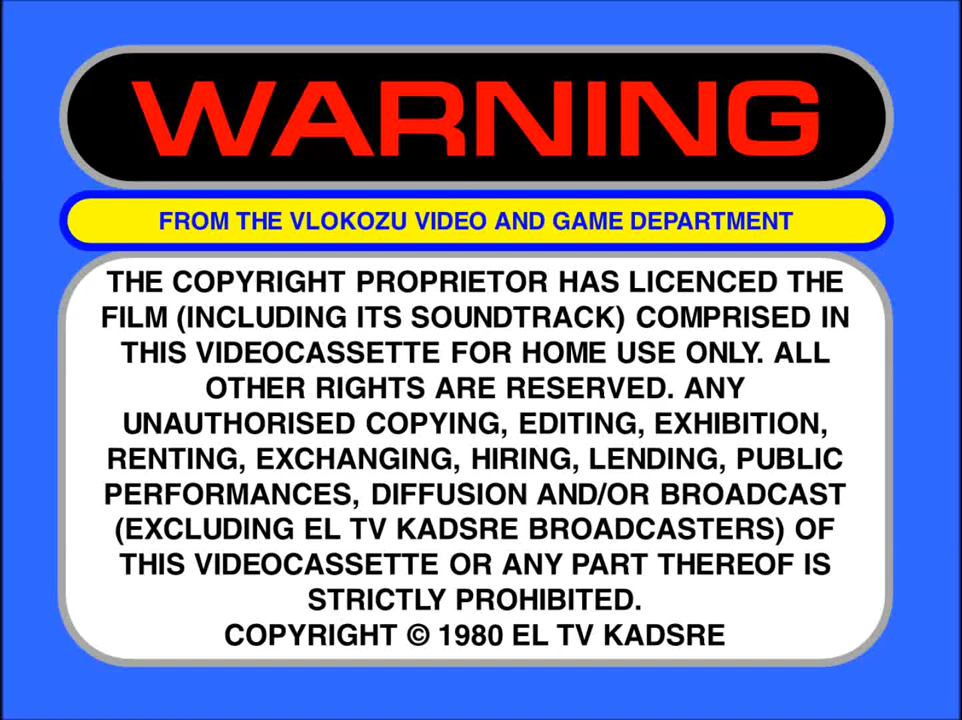 WARNING
FROM THE VLOKOZU VIDEO AND GAME DEPARTMENT
THE COPYRIGHT PROPRIETOR HAS LICENCED THE
FILM (INCLUDING ITS SOUNDTRACK) COMPRISED IN
THIS VIDEOCASSETTE FOR HOME USE ONLY. ALL
OTHER RIGHTS ARE RESERVED. ANY
UNAUTHORISED COPYING, EDITING, EXHIBITION,
RENTING, EXCHANGING, HIRING, LENDING, PUBLIC
PERFORMANCES, DIFFUSION AND/OR BROADCAST
(EXCLUDING EL TV KADSRE BROADCASTERS) OF
THIS VIDEOCASSETTE OR ANY PART THEREOF IS
STRICTLY PROHIBITED.
COPYRIGHT © 1980 EL TV KADSRE